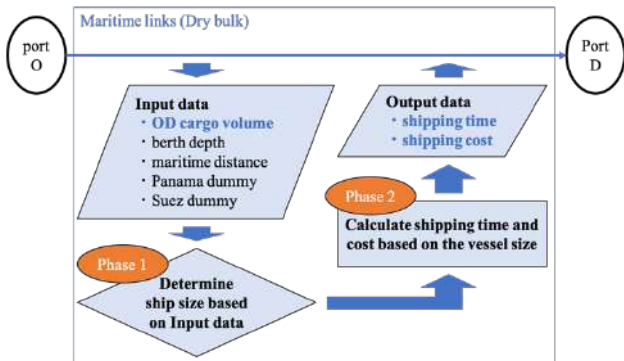 Maritime links (Dry bulk)
port
O
Port
D
Input data
・OD cargo volume
・berth depth
・maritime distance
・Panama dummy
・Suez dummy
Output data
・shipping time
・shipping cost
Phase 1
Determine
ship size based
on Input data
Phase 2
Calculate shipping time and
cost based on the vessel size